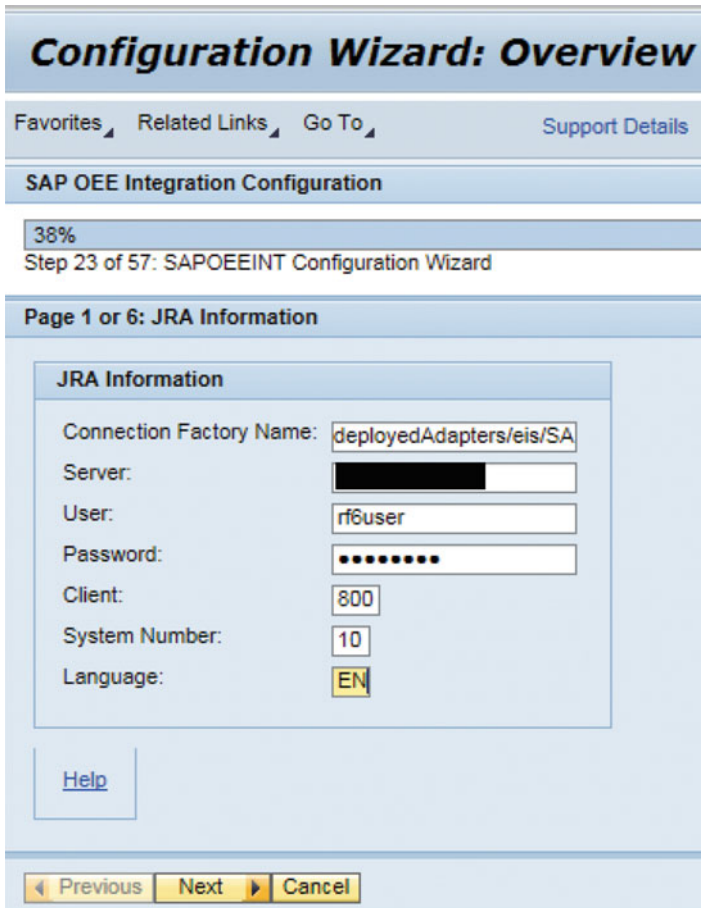 Configuration Wizard: Overview
Favorites Related Links Go To Support Details
SAP OEE Integration Configuration
38%
Step 23 of 57: SAPOEEINT Configuration Wizard
Page 1 or 6: JRA Information
JRA Information
Connection Factory Name: deployedAdapters/eis/SA
Server:
User: rf6user
Password: ●●●●●●●●
Client: 800
System Number: 10
Language: EN
Help
Previous Next Cancel